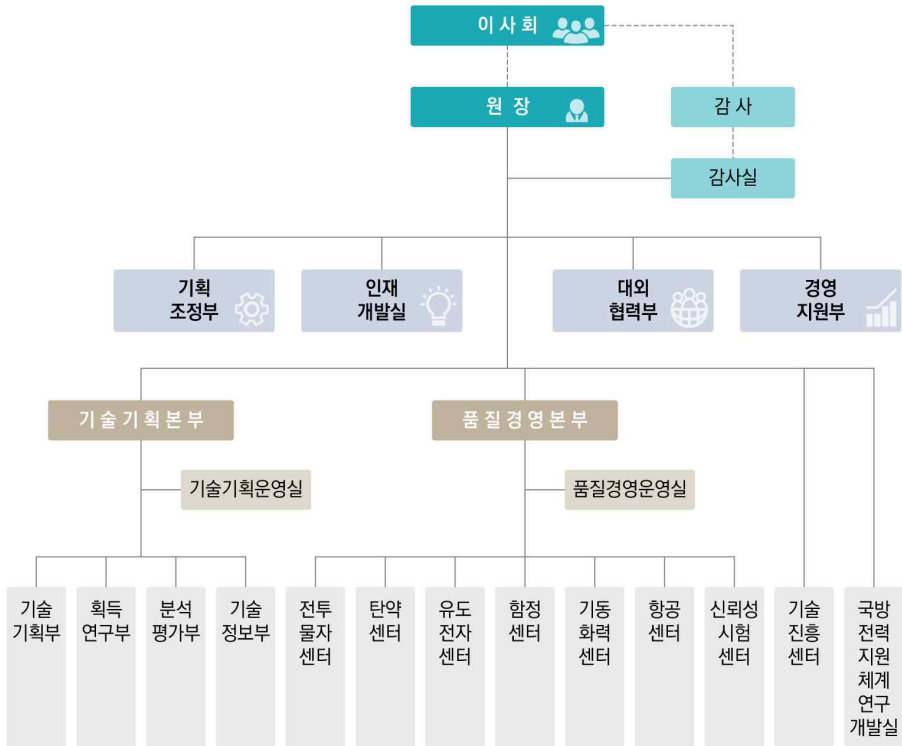 이사회
원장
감사
감사실
기획
조정부
인재
개발실
대외
협력부
경영
지원부
기술기획본부
품질경영본부
기술기획운영실
품질경영운영실
기술
기획부
획득
연구부
분석
평가부
기술
정보부
전투
물자
센터
탄약
센터
유도
전자
센터
함정
센터
기동
화력
센터
항공
센터
신뢰성
시험
센터
기술
진흥
센터
국방
전력
지원
체계
연구
개발실